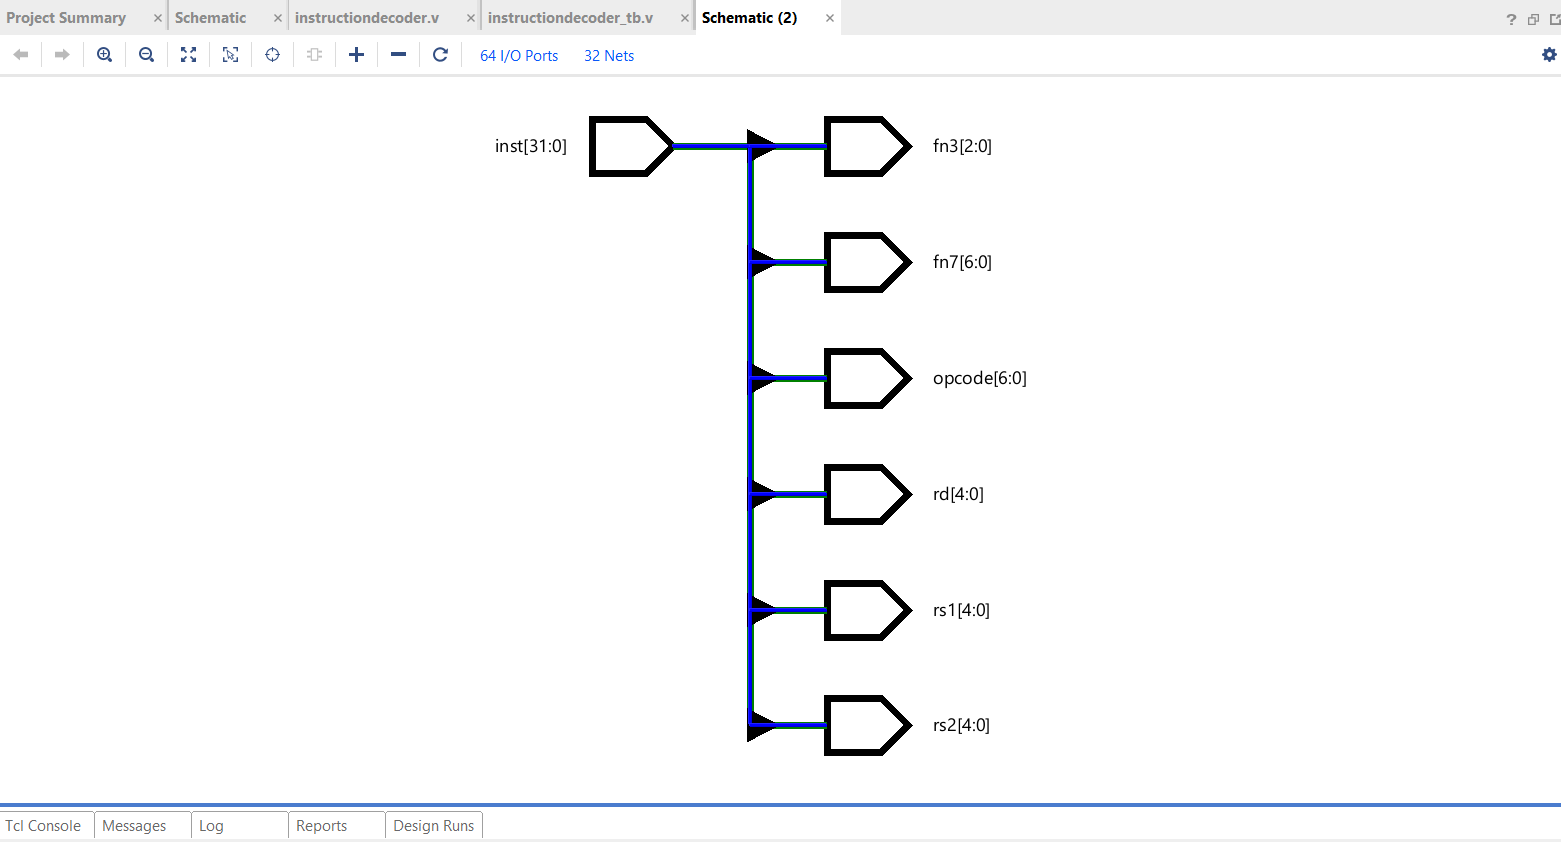 Project Summary × Schematic × instructiondecoder.v × instructiondecoder_tb.v × Schematic (2) × ?
64 I/O Ports 32 Nets
inst[31:0] fn3[2:0]
fn7[6:0]
opcode[6:0]
rd[4:0]
rs1[4:0]
rs2[4:0]
Tcl Console Messages Log Reports Design Runs